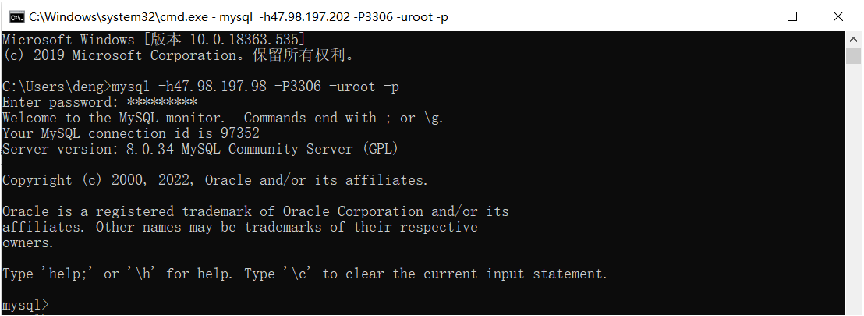 C:\Windows\system32\cmd.exe - mysql  -h47.98.197.202 -P3306 -uroot -p
Microsoft Windows [版本 10.0.18363.535]
(c) 2019 Microsoft Corporation。保留所有权利。
C:\Users\deng>mysql -h47.98.197.98 -P3306 -uroot -p
Enter password: *********
Welcome to the MySQL monitor.  Commands end with ; or \g.
Your MySQL connection id is 97352
Server version: 8.0.34 MySQL Community Server (GPL)
Copyright (c) 2000, 2022, Oracle and/or its affiliates.
Oracle is a registered trademark of Oracle Corporation and/or its
affiliates. Other names may be trademarks of their respective
owners.
Type 'help;' or '\h' for help. Type '\c' to clear the current input statement.
mysql>